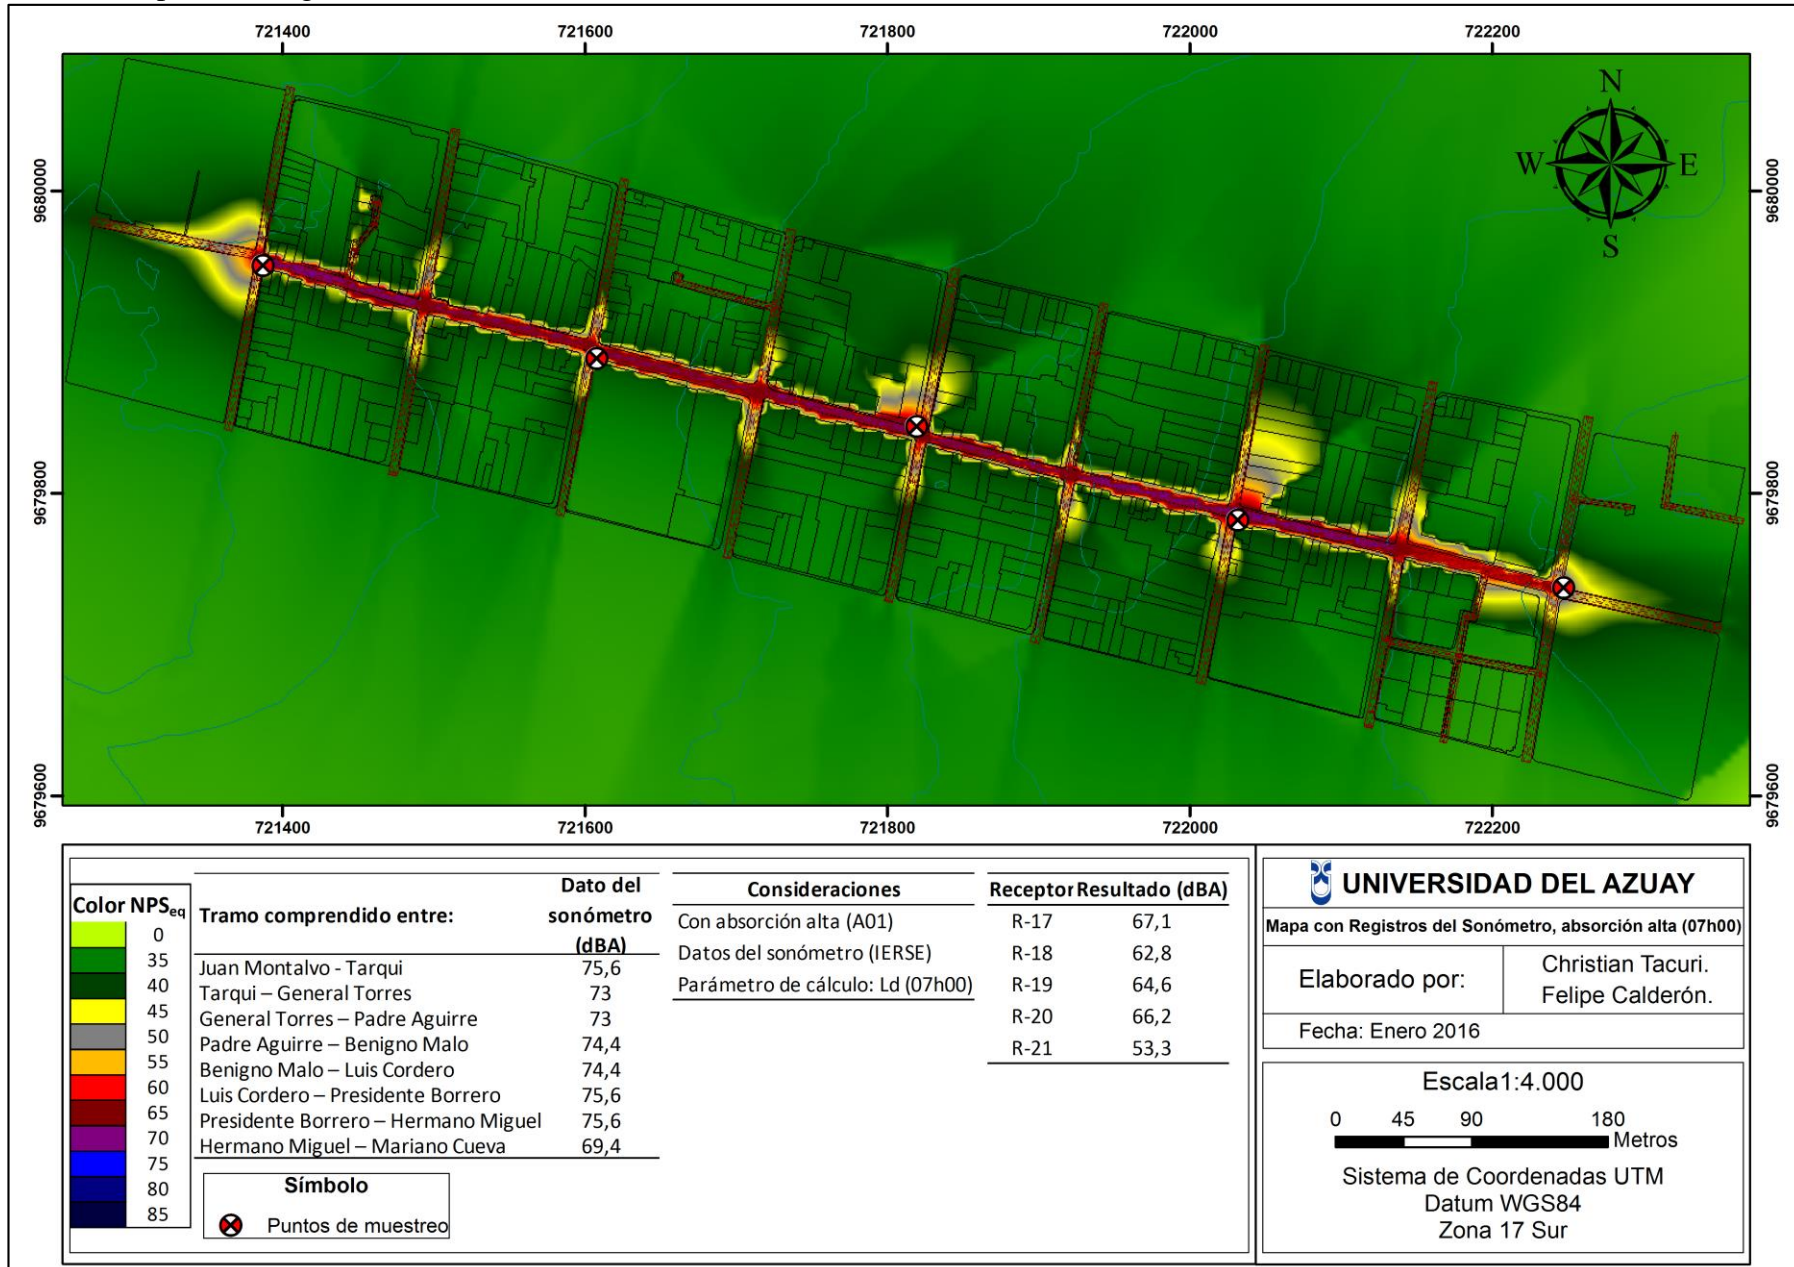 721400 721600 721800 722000 722200
N
W E
S
9680000 9680000
9679800 9679800
9679600 9679600
721400 721600 721800 722000 722200
Color NPSeq
0
35
40
45
50
55
60
65
70
75
80
85
Tramo comprendido entre: Dato del sonómetro (dBA)
Juan Montalvo - Tarqui 75,6
Tarqui – General Torres 73
General Torres – Padre Aguirre 73
Padre Aguirre – Benigno Malo 74,4
Benigno Malo – Luis Cordero 74,4
Luis Cordero – Presidente Borrero 75,6
Presidente Borrero – Hermano Miguel 75,6
Hermano Miguel – Mariano Cueva 69,4
Símbolo
Puntos de muestreo
Consideraciones
Con absorción alta (A01)
Datos del sonómetro (IERSE)
Parámetro de cálculo: Ld (07h00)
Receptor Resultado (dBA)
R-17 67,1
R-18 62,8
R-19 64,6
R-20 66,2
R-21 53,3
UNIVERSIDAD DEL AZUAY
Mapa con Registros del Sonómetro, absorción alta (07h00)
Elaborado por: Christian Tacuri.
Felipe Calderón.
Fecha: Enero 2016
Escala1:4.000
0 45 90 180
Metros
Sistema de Coordenadas UTM
Datum WGS84
Zona 17 Sur